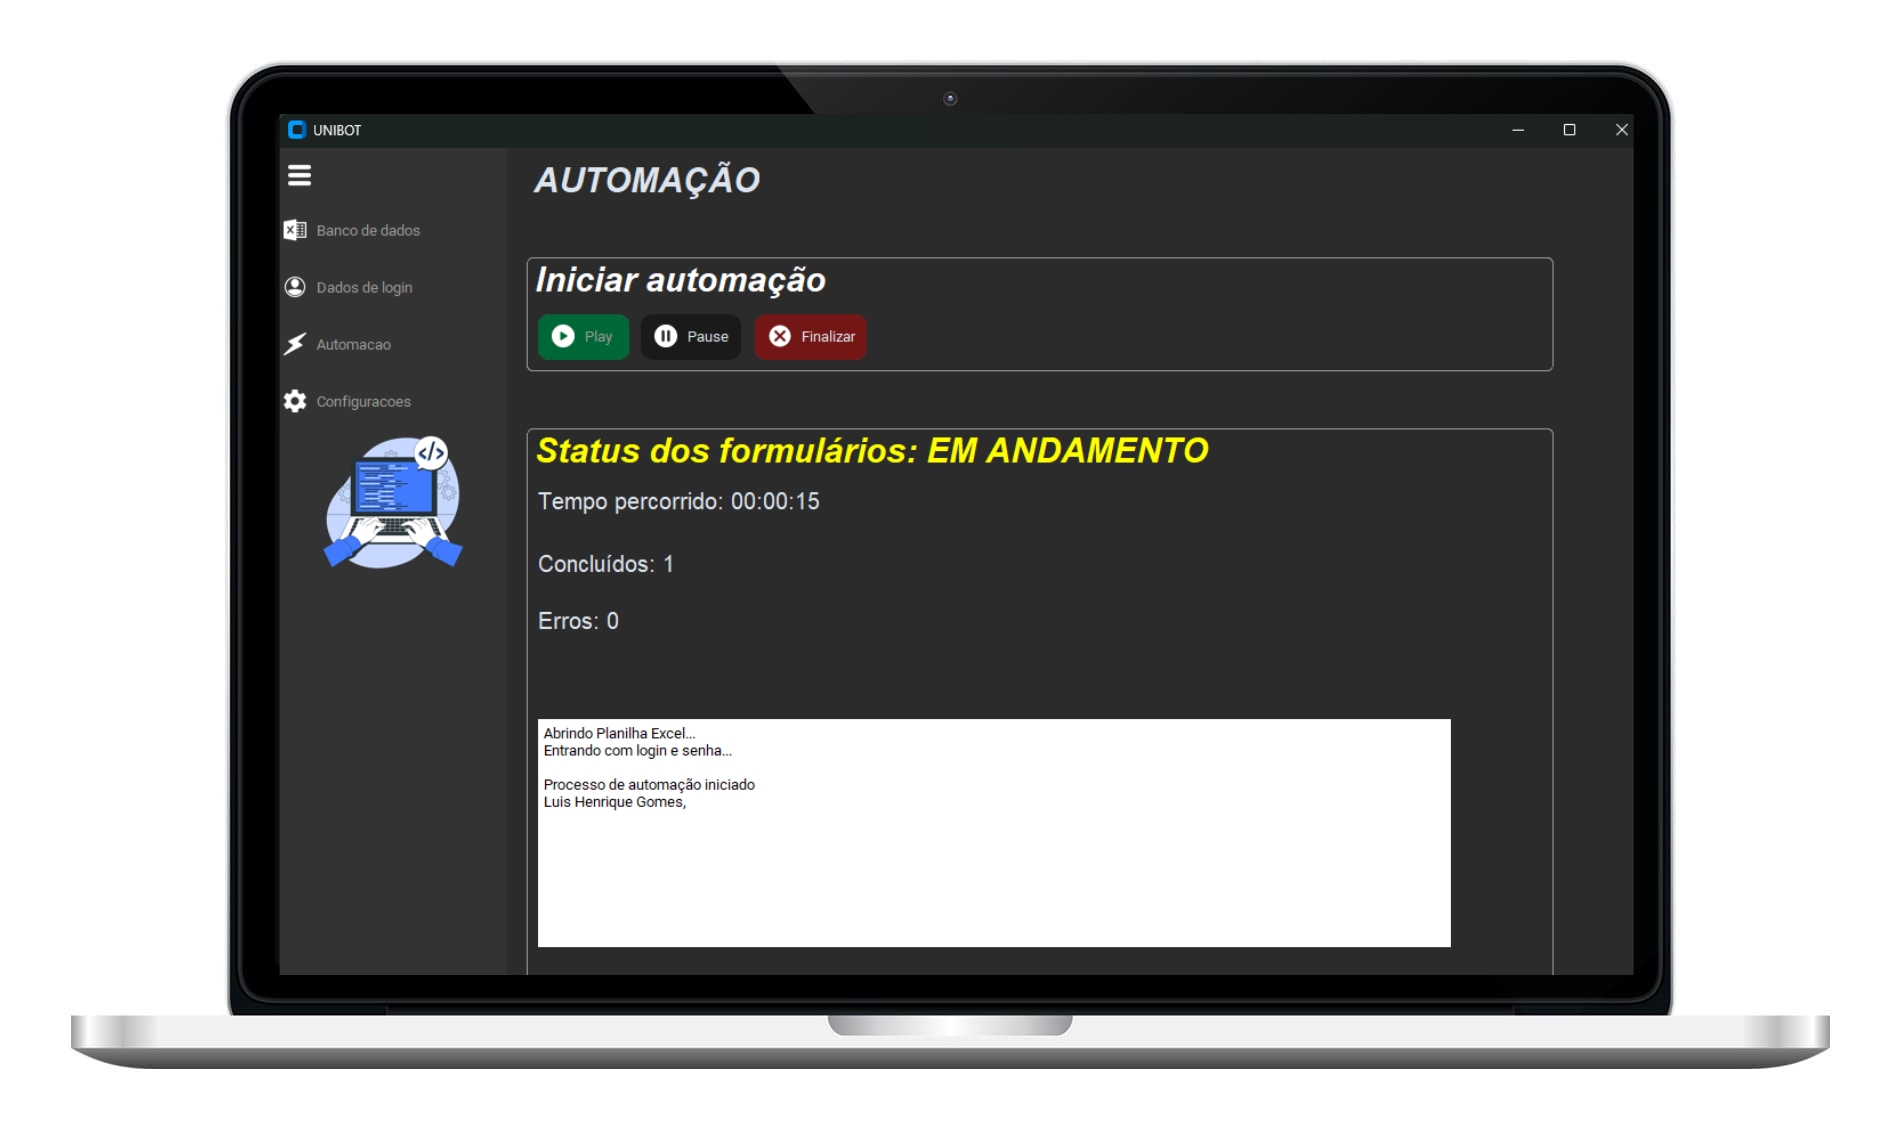 UNIBOT
AUTOMAÇÃO
Banco de dados
Dados de login
Automacao
Configuracoes
</>
Iniciar automação
Play
Pause
Finalizar
Status dos formulários: EM ANDAMENTO
Tempo percorrido: 00:00:15
Concluídos: 1
Erros: 0
Abrindo Planilha Excel...
Entrando com login e senha...
Processo de automação iniciado
Luis Henrique Gomes,